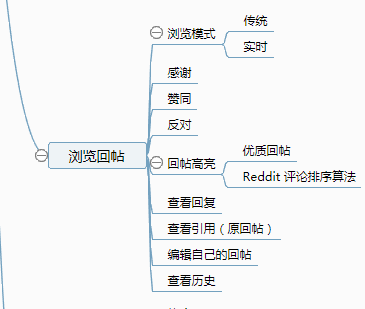 传统
浏览模式
实时
感谢
赞同
反对
浏览回帖
优质回帖
回帖高亮
Reddit 评论排序算法
查看回复
查看引用（原回帖）
编辑自己的回帖
查看历史